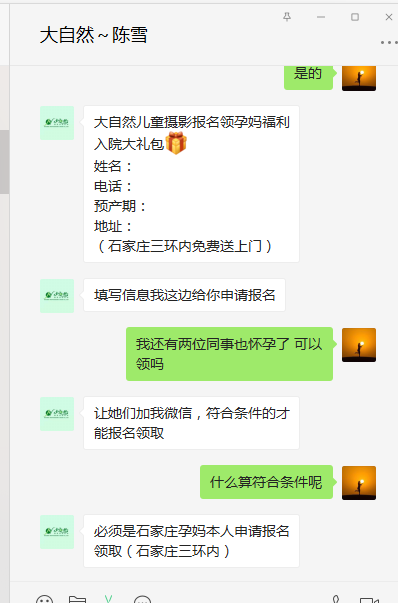 大自然～陈雪
是的
大自然儿童摄影报名领孕妈福利
入院大礼包🎁
姓名：
电话：
预产期：
地址：
（石家庄三环内免费送上门）
填写信息我这边给你申请报名
我还有两位同事也怀孕了 可以
领吗
让她们加我微信，符合条件的才
能报名领取
什么算符合条件呢
必须是石家庄孕妈本人申请报名
领取（石家庄三环内）